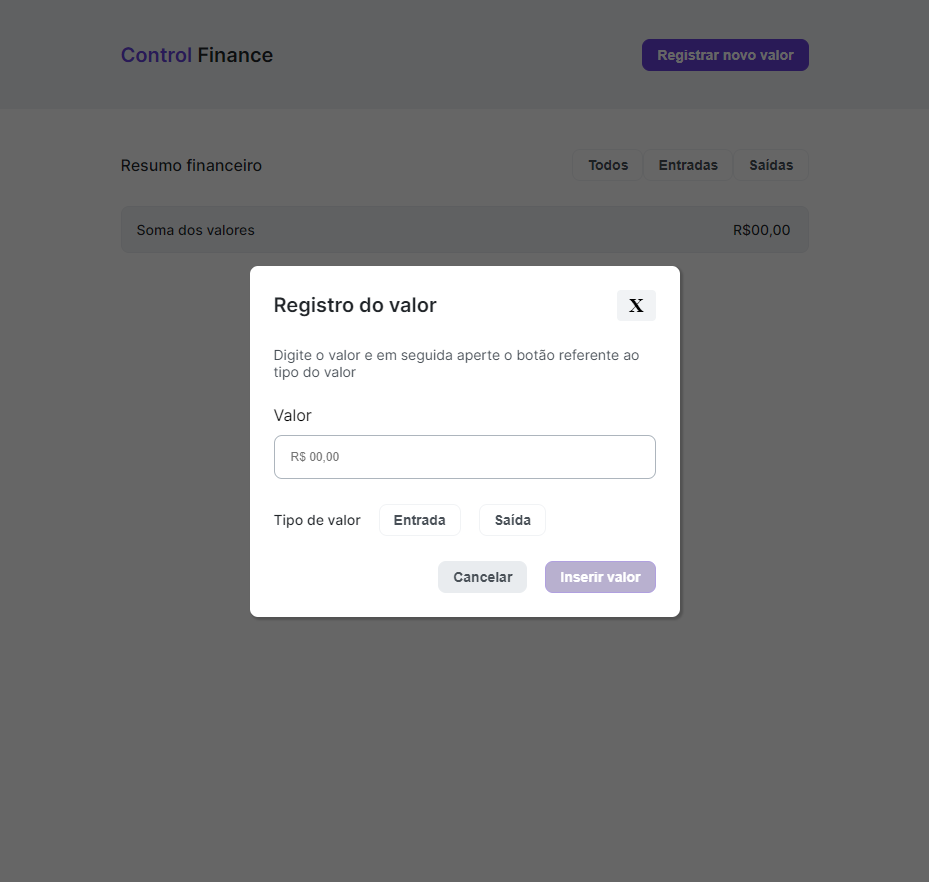 Control Finance
Registrar novo valor
Resumo financeiro
Todos
Entradas
Saídas
Soma dos valores
R$00,00
Registro do valor
X
Digite o valor e em seguida aperte o botão referente ao
tipo do valor
Valor
R$ 00,00
Tipo de valor
Entrada
Saída
Cancelar
Inserir valor